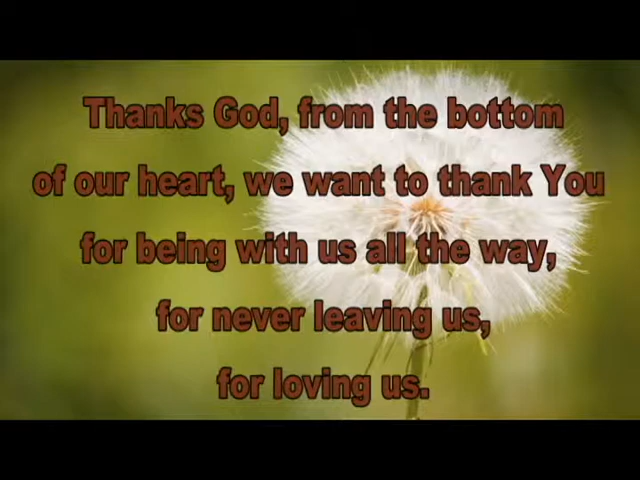 Thanks God, from the bottom
of our heart, we want to thank You
for being with us all the way,
for never leaving us,
for loving us.